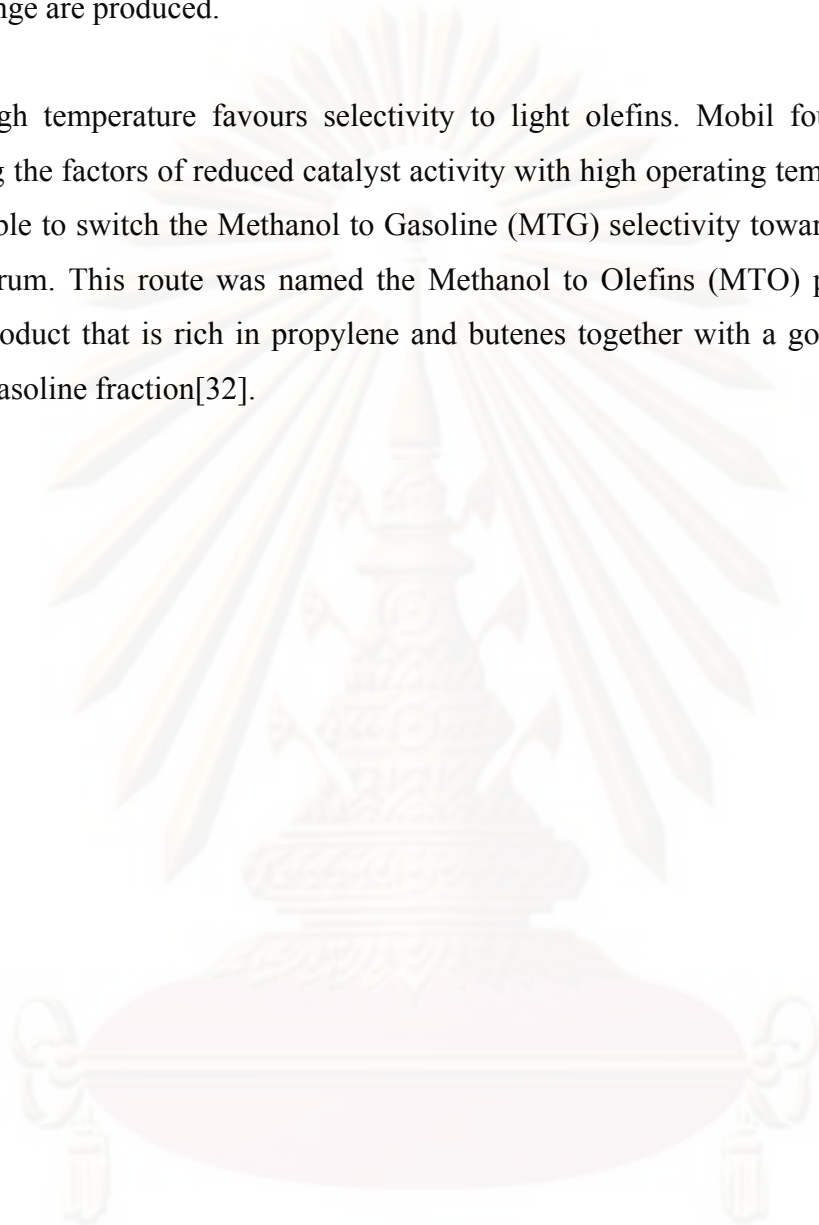 nge are produced.
gh temperature favours selectivity to light olefins. Mobil fou
g the factors of reduced catalyst activity with high operating tem
ble to switch the Methanol to Gasoline (MTG) selectivity towar
rum. This route was named the Methanol to Olefins (MTO) p
oduct that is rich in propylene and butenes together with a go
asoline fraction[32].